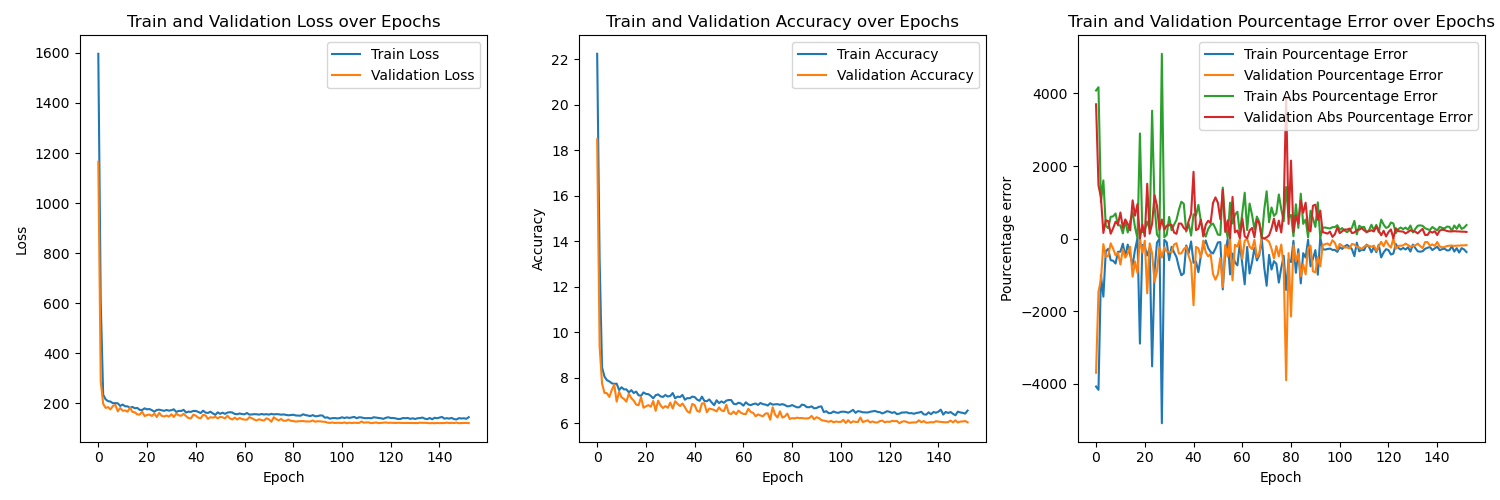 Train and Validation Loss over Epochs
Loss
1600
1400
1200
1000
800
600
400
200
0
20
40
60
80
100
120
140
Epoch
Train Loss
Validation Loss
Train and Validation Accuracy over Epochs
Accuracy
22
20
18
16
14
12
10
8
6
0
20
40
60
80
100
120
140
Epoch
Train Accuracy
Validation Accuracy
Train and Validation Pourcentage Error over Epochs
Pourcentage error
4000
2000
0
−2000
−4000
0
20
40
60
80
100
120
140
Epoch
Train Pourcentage Error
Validation Pourcentage Error
Train Abs Pourcentage Error
Validation Abs Pourcentage Error